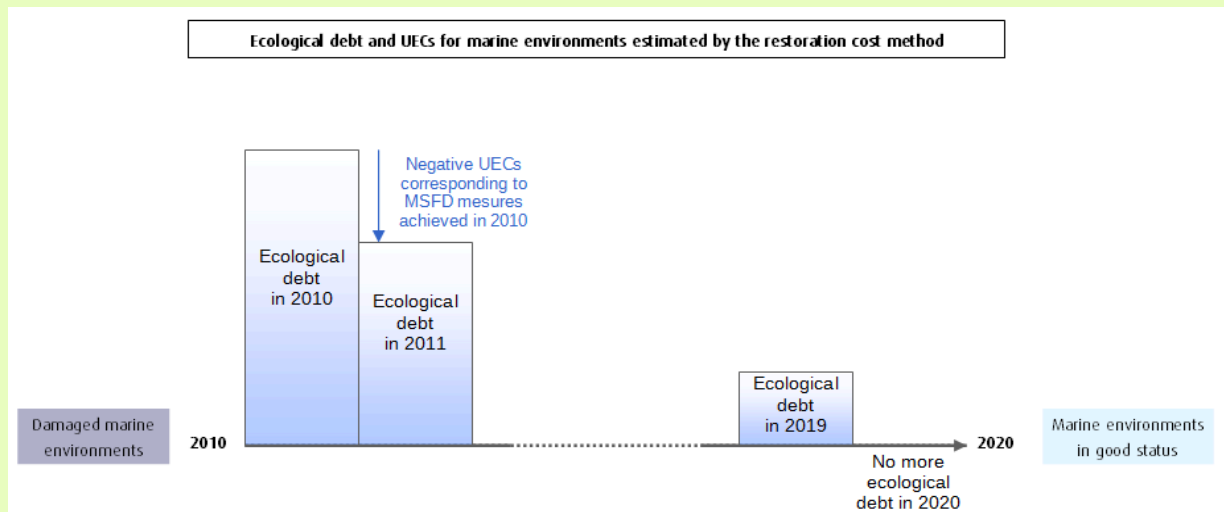 Ecological debt and UECs for marine environments estimated by the restoration cost method
Negative UECs
corresponding to
MSFD mesures
achieved in 2010
Ecological
debt
in 2010
Ecological
debt
in 2011
Ecological
debt
in 2019
Damaged marine
environments
2010
2020
Marine environments
in good status
No more
ecological
debt in 2020